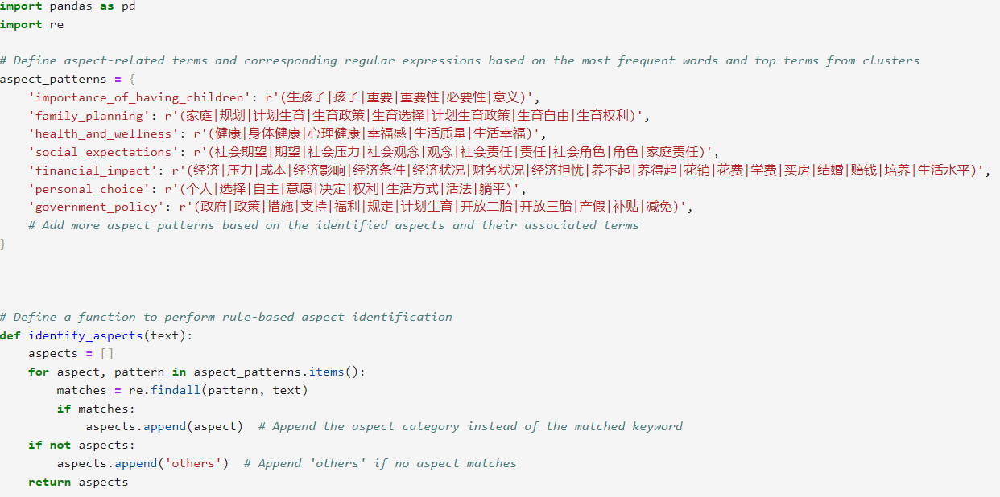 import pandas as pd
import re
# Define aspect-related terms and corresponding regular expressions based on the most frequent words and top terms from clusters
aspect_patterns = {
    'importance_of_having_children': r'(生孩子|孩子|重要|重要性|必要性|意义)',
    'family_planning': r'(家庭|规划|计划生育|生育政策|生育选择|计划生育政策|生育自由|生育权利)',
    'health_and_wellness': r'(健康|身体健康|心理健康|幸福感|生活质量|生活幸福)',
    'social_expectations': r'(社会期望|期望|社会压力|社会观念|观念|社会责任|责任|社会角色|角色|家庭责任)',
    'financial_impact': r'(经济|压力|成本|经济影响|经济条件|经济状况|财务状况|经济担忧|养不起|养得起|花销|花费|学费|买房|结婚|赔钱|培养|生活水平)',
    'personal_choice': r'(个人|选择|自主|意愿|决定|权利|生活方式|活法|躺平)',
    'government_policy': r'(政府|政策|措施|支持|福利|规定|计划生育|开放二胎|开放三胎|产假|补贴|减免)',
    # Add more aspect patterns based on the identified aspects and their associated terms
}
# Define a function to perform rule-based aspect identification
def identify_aspects(text):
    aspects = []
    for aspect, pattern in aspect_patterns.items():
        matches = re.findall(pattern, text)
        if matches:
            aspects.append(aspect)  # Append the aspect category instead of the matched keyword
    if not aspects:
        aspects.append('others')  # Append 'others' if no aspect matches
    return aspects